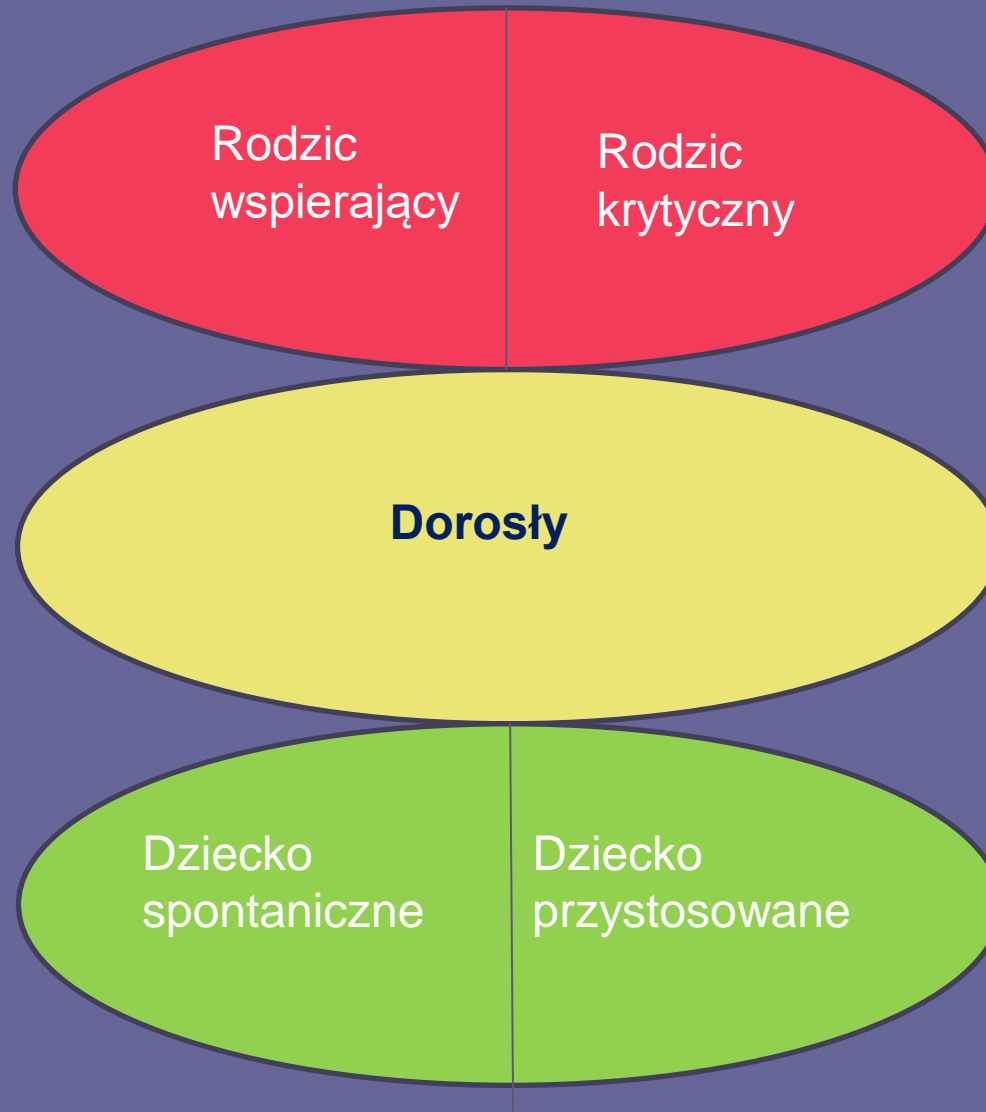 Rodzic
wspierający
Rodzic
krytyczny
Dorosły
Dziecko
spontaniczne
Dziecko
przystosowane